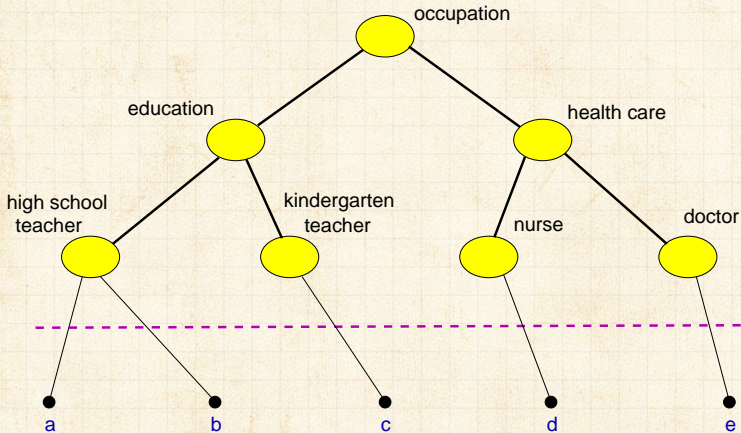 occupation
education
health care
high school
teacher
kindergarten
teacher
nurse
doctor
a
b
c
d
e